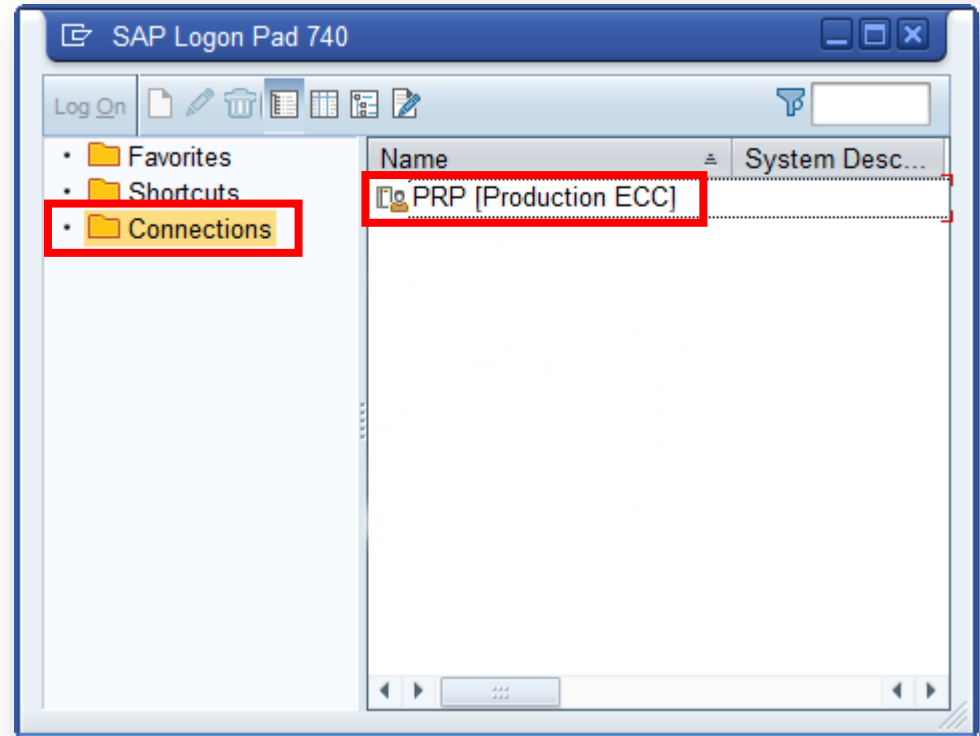 SAP Logon Pad 740
Log On
Favorites
Shortcuts
Connections
Name System Desc...
PRP [Production ECC]